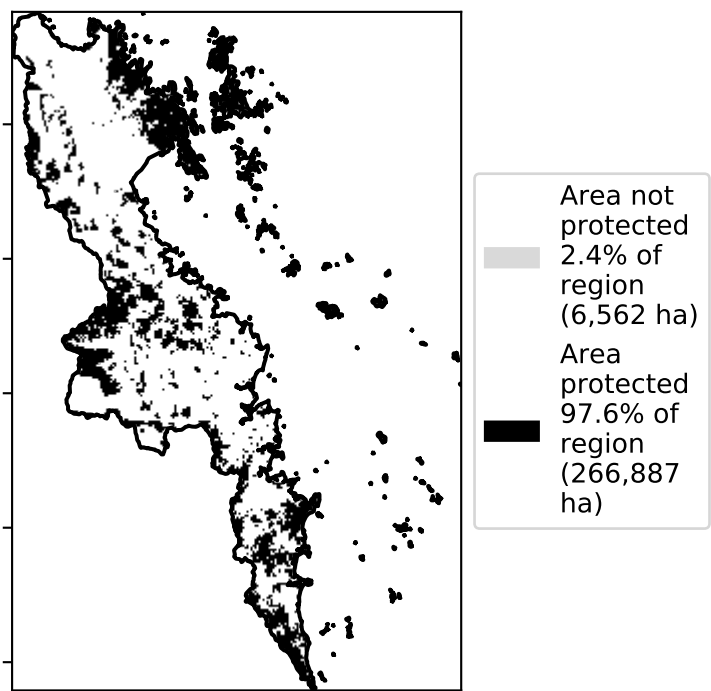 Area not
protected
2.4% of
region
(6,562 ha)
Area
protected
97.6% of
region
(266,887
ha)